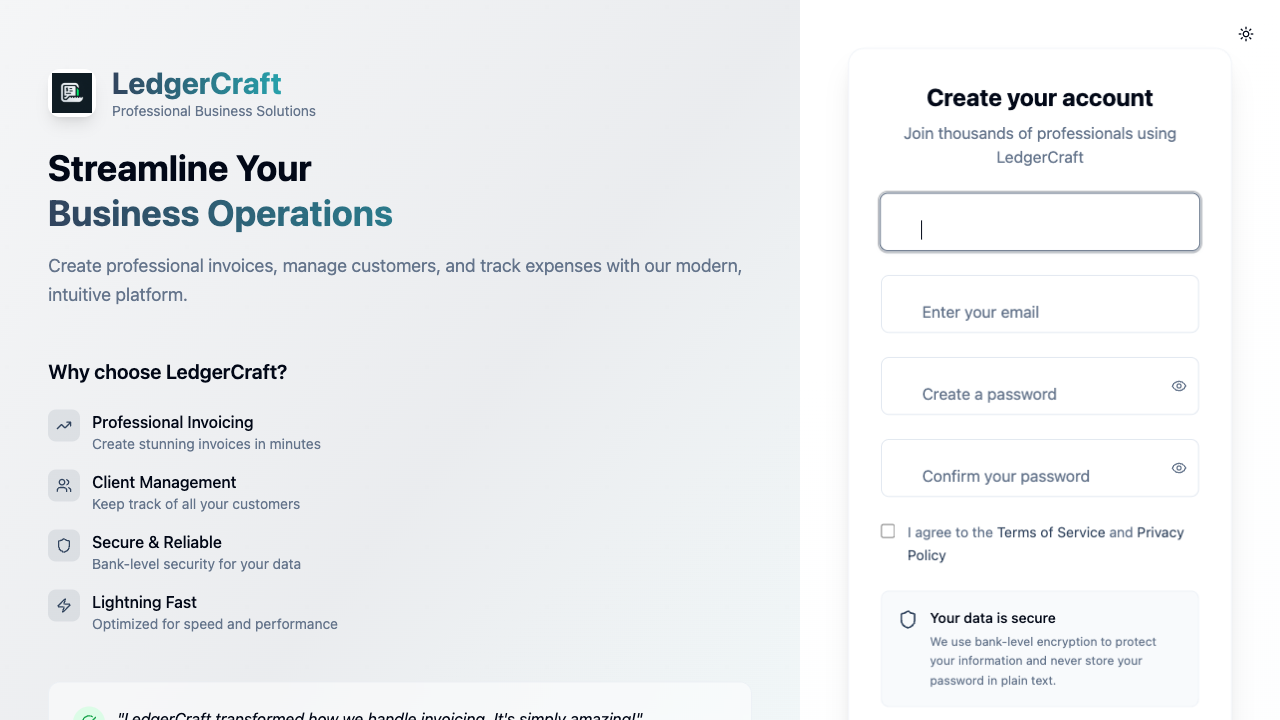 LedgerCraft
Professional Business Solutions
Streamline Your
Business Operations
Create professional invoices, manage customers, and track expenses with our modern,
intuitive platform.
Why choose LedgerCraft?
Professional Invoicing
Create stunning invoices in minutes
Client Management
Keep track of all your customers
Secure & Reliable
Bank-level security for your data
Lightning Fast
Optimized for speed and performance
"LedgerCraft transformed how we handle invoicing. It's simply amazing!"
Create your account
Join thousands of professionals using
LedgerCraft
Enter your email
Create a password
Confirm your password
I agree to the Terms of Service and Privacy
Policy
Your data is secure
We use bank-level encryption to protect
your information and never store your
password in plain text.